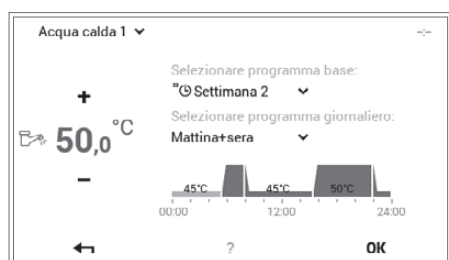 Acqua calda 1
-:-
Selezionare programma base:
"Settimana 2
Selezionare programma giornaliero:
Mattina+sera
+
50,0 °C
−
45°C 45°C 50°C
00:00 12:00 24:00
? OK